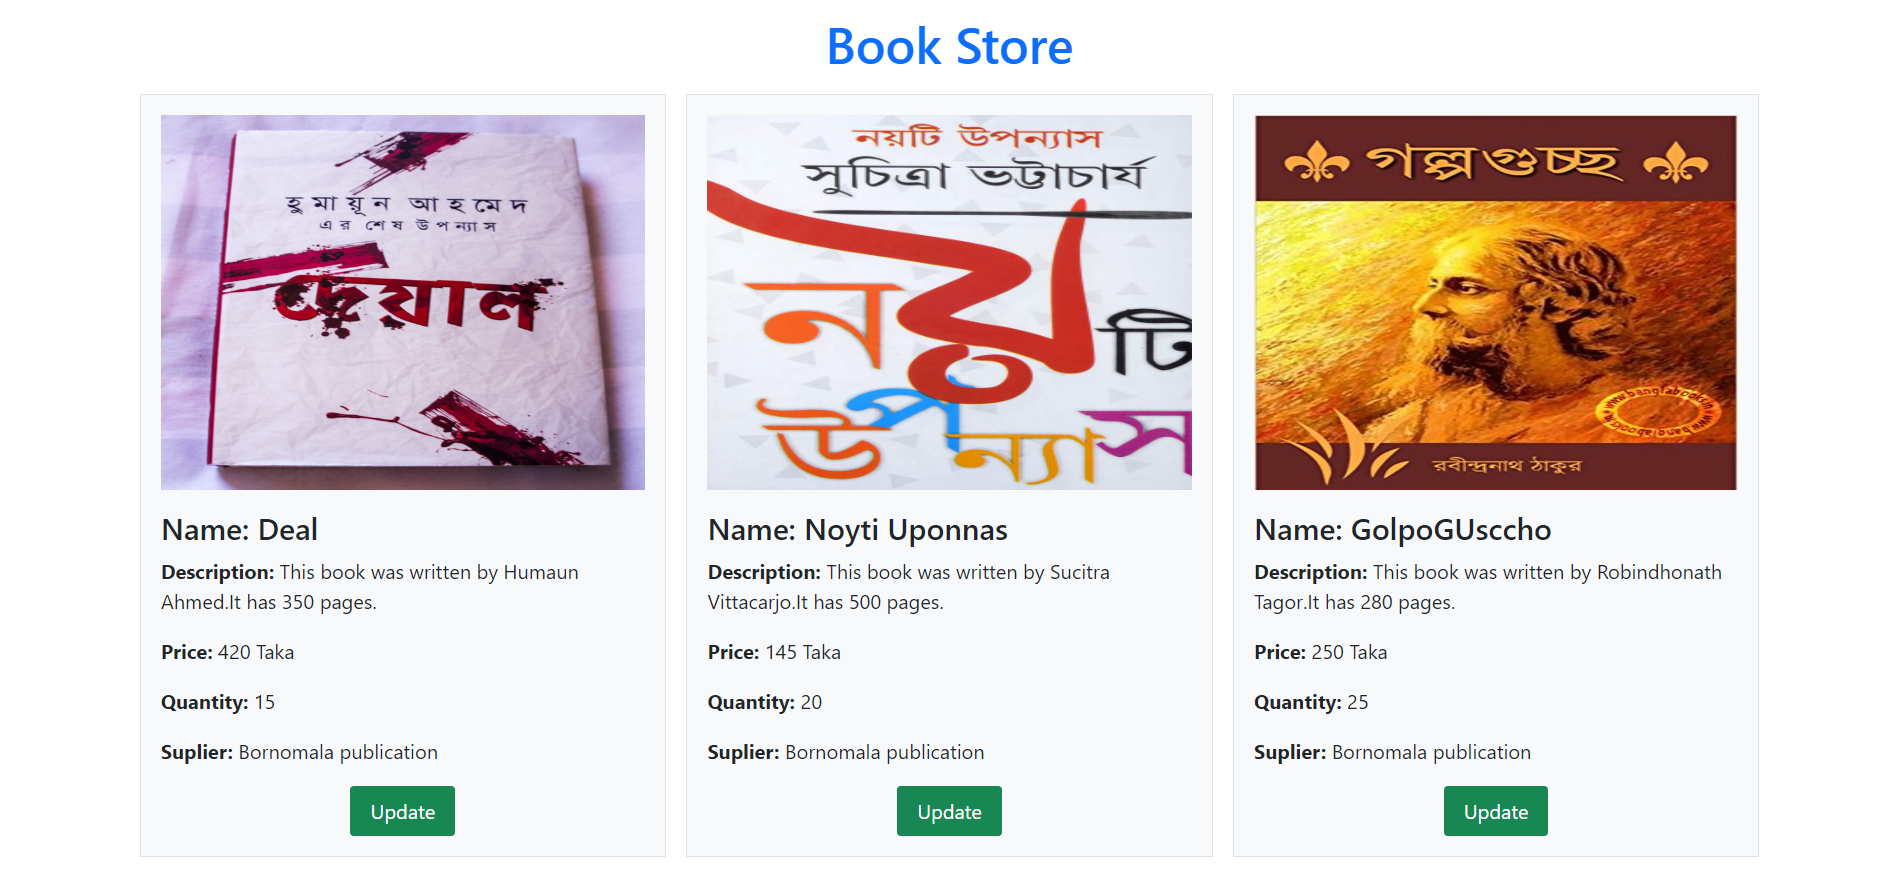 Book Store
হুমায়ূন আহমেদ
এর শেষ উপন্যাস
দেয়াল
Name: Deal
Description: This book was written by Humaun
Ahmed.It has 350 pages.
Price: 420 Taka
Quantity: 15
Suplier: Bornomala publication
Update
নয়টি উপন্যাস
সুচিত্রা ভট্টাচার্য
নয়টি
উপন্যাস
Name: Noyti Uponnas
Description: This book was written by Sucitra
Vittacarjo.It has 500 pages.
Price: 145 Taka
Quantity: 20
Suplier: Bornomala publication
Update
গল্পগুচ্ছ
রবীন্দ্রনাথ ঠাকুর
Name: GolpoGUsccho
Description: This book was written by Robindhonath
Tagor.It has 280 pages.
Price: 250 Taka
Quantity: 25
Suplier: Bornomala publication
Update